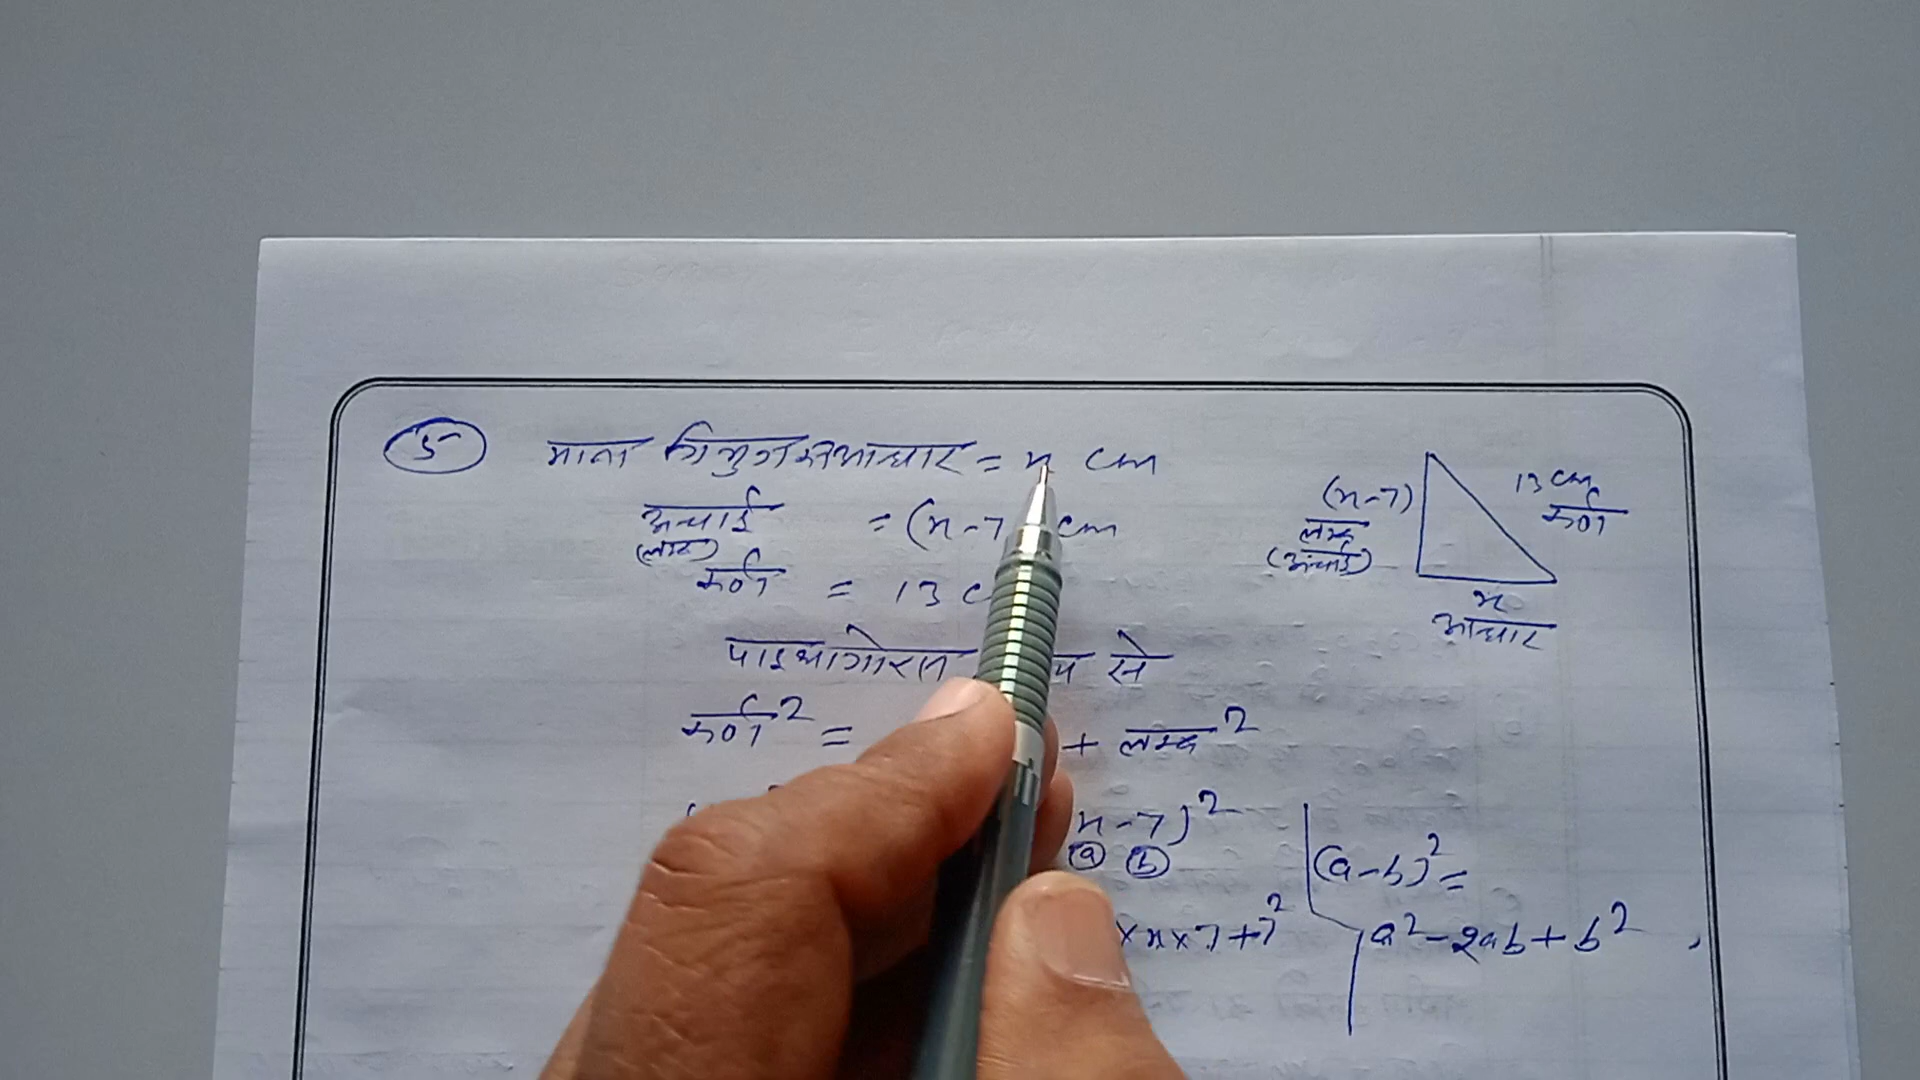 5 माना त्रिभुज का आधार = x cm
ऊँचाई = (x-7 cm
(लम्ब)
कर्ण = 13 c
पाइथागोरस से
कर्ण² = + लम्ब²
x-7)²
a b
×x×7+7²
(x-7)
लम्ब
(ऊंचाई)
13 cm
कर्ण
x
आधार
(a-b)² =
a²-2ab+b²